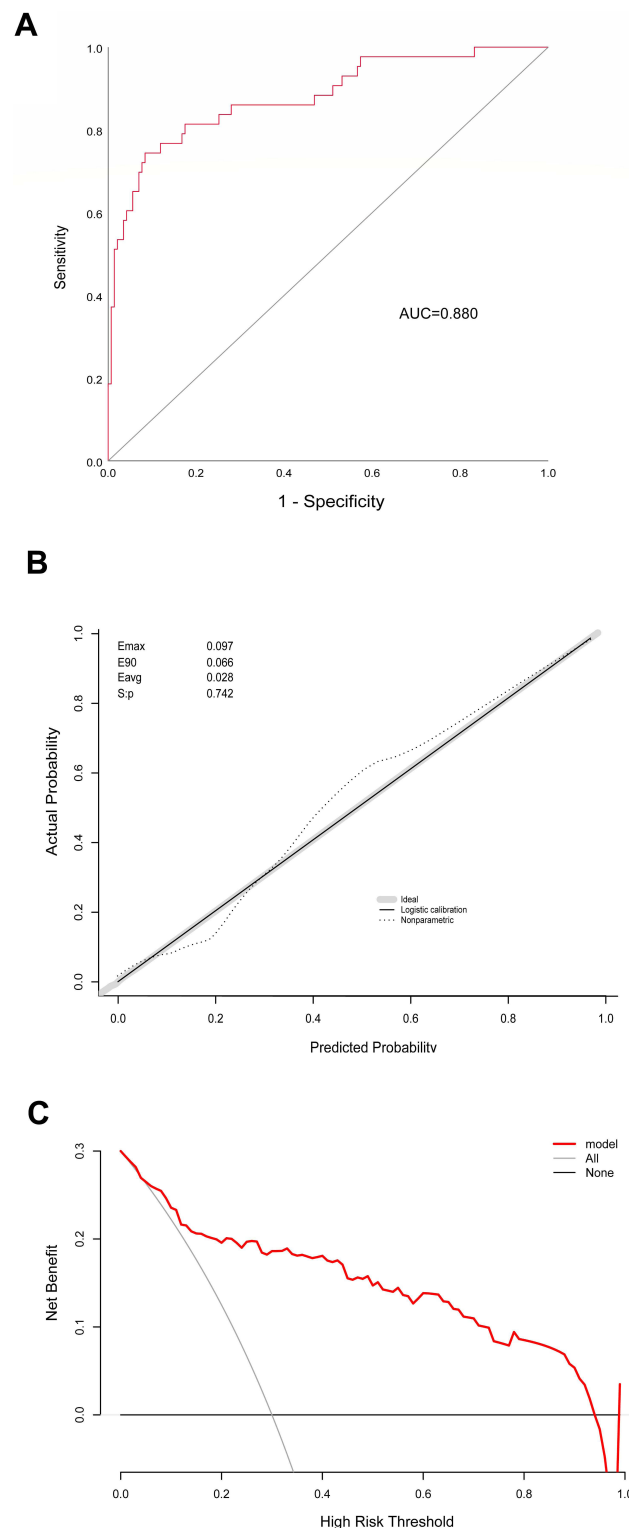 A
1.0
0.8
0.6
0.4
0.2
0.0
Sensitivity
AUC=0.880
0.0 0.2 0.4 0.6 0.8 1.0
1 - Specificity
B
Emax 0.097
E90 0.066
Eavg 0.028
S:p 0.742
1.0
0.8
0.6
0.4
0.2
0.0
Actual Probability
Ideal
Logistic calibration
Nonparametric
0.0 0.2 0.4 0.6 0.8 1.0
Predicted Probability
C
model
All
None
0.3
0.2
0.1
0.0
Net Benefit
0.0 0.2 0.4 0.6 0.8 1.0
High Risk Threshold